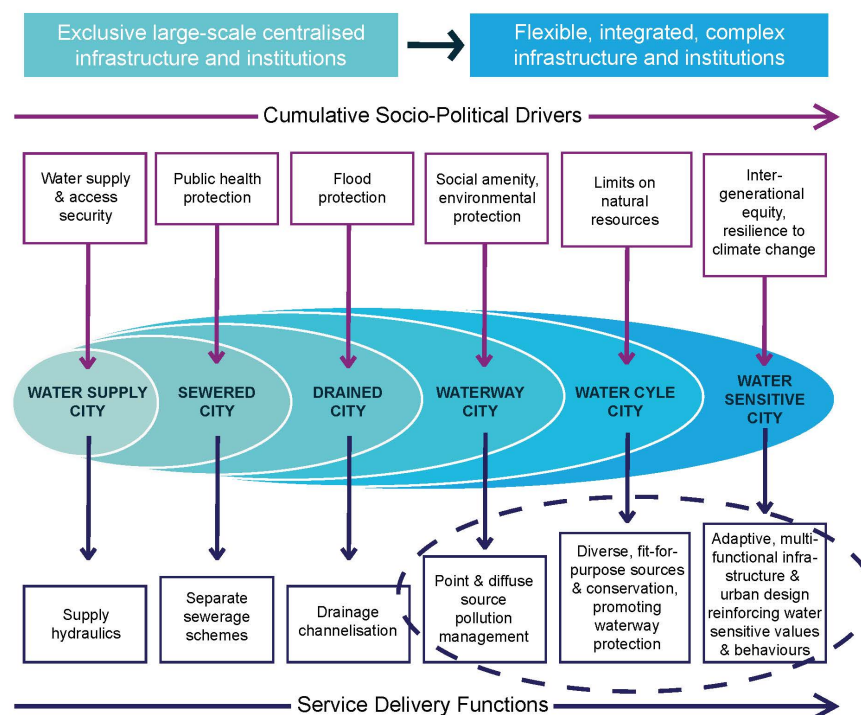 Exclusive large-scale centralised
infrastructure and institutions
Flexible, integrated, complex
infrastructure and institutions
Cumulative Socio-Political Drivers
Water supply
& access
security
Public health
protection
Flood
protection
Social amenity,
environmental
protection
Limits on
natural
resources
Inter-
generational
equity,
resilience to
climate change
WATER SUPPLY
CITY
SEWERED
CITY
DRAINED
CITY
WATERWAY
CITY
WATER CYLE
CITY
WATER
SENSITIVE
CITY
Supply
hydraulics
Separate
sewerage
schemes
Drainage
channelisation
Point & diffuse
source
pollution
management
Diverse, fit-for-
purpose sources
& conservation,
promoting
waterway
protection
Adaptive, multi-
functional infra-
structure &
urban design
reinforcing water
sensitive values
& behaviours
Service Delivery Functions